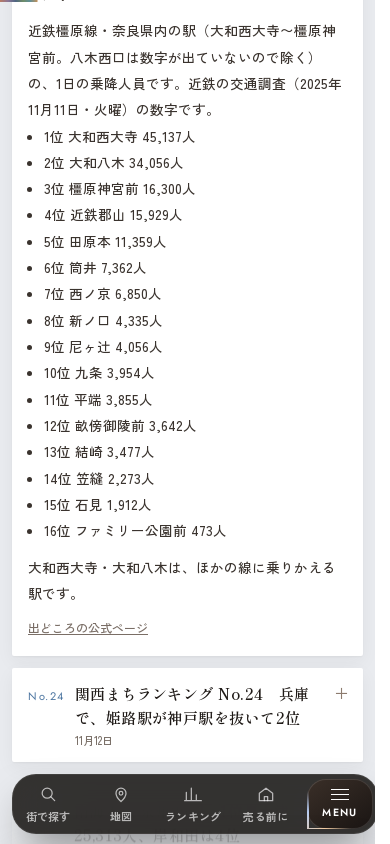 近鉄橿原線・奈良県内の駅（大和西大寺〜橿原神
宮前。八木西口は数字が出ていないので除く）
の、1日の乗降人員です。近鉄の交通調査（2025年
11月11日・火曜）の数字です。
1位 大和西大寺 45,137人
2位 大和八木 34,056人
3位 橿原神宮前 16,300人
4位 近鉄郡山 15,929人
5位 田原本 11,359人
6位 筒井 7,362人
7位 西ノ京 6,850人
8位 新ノ口 4,335人
9位 尼ヶ辻 4,056人
10位 九条 3,954人
11位 平端 3,855人
12位 畝傍御陵前 3,642人
13位 結崎 3,477人
14位 笠縫 2,273人
15位 石見 1,912人
16位 ファミリー公園前 473人
大和西大寺・大和八木は、ほかの線に乗りかえる
駅です。
出どころの公式ページ
No.24 関西まちランキング No.24　兵庫
で、姫路駅が神戸駅を抜いて2位
11月12日
街で探す 地図 ランキング 売る前に MENU